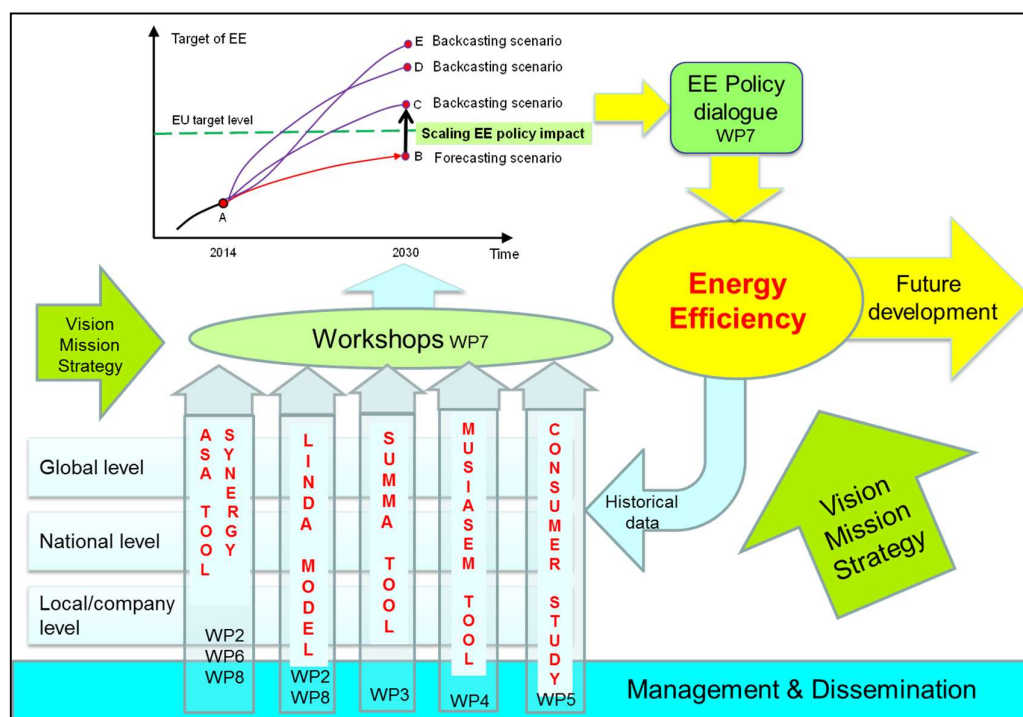 Target of EE
E Backcasting scenario
D Backcasting scenario
C Backcasting scenario
EU target level
Scaling EE policy impact
B Forecasting scenario
A
2014
2030
Time
EE Policy
dialogue
WP7
Energy
Efficiency
Future
development
Vision
Mission
Strategy
Workshops WP7
Global level
National level
Local/company
level
ASA TOOL
SYNERGY
LINDA MODEL
SUMMA TOOL
MUSIASEM TOOL
CONSUMER STUDY
Historical
data
Vision
Mission
Strategy
WP2
WP6
WP8
WP2
WP8
WP3
WP4
WP5
Management & Dissemination